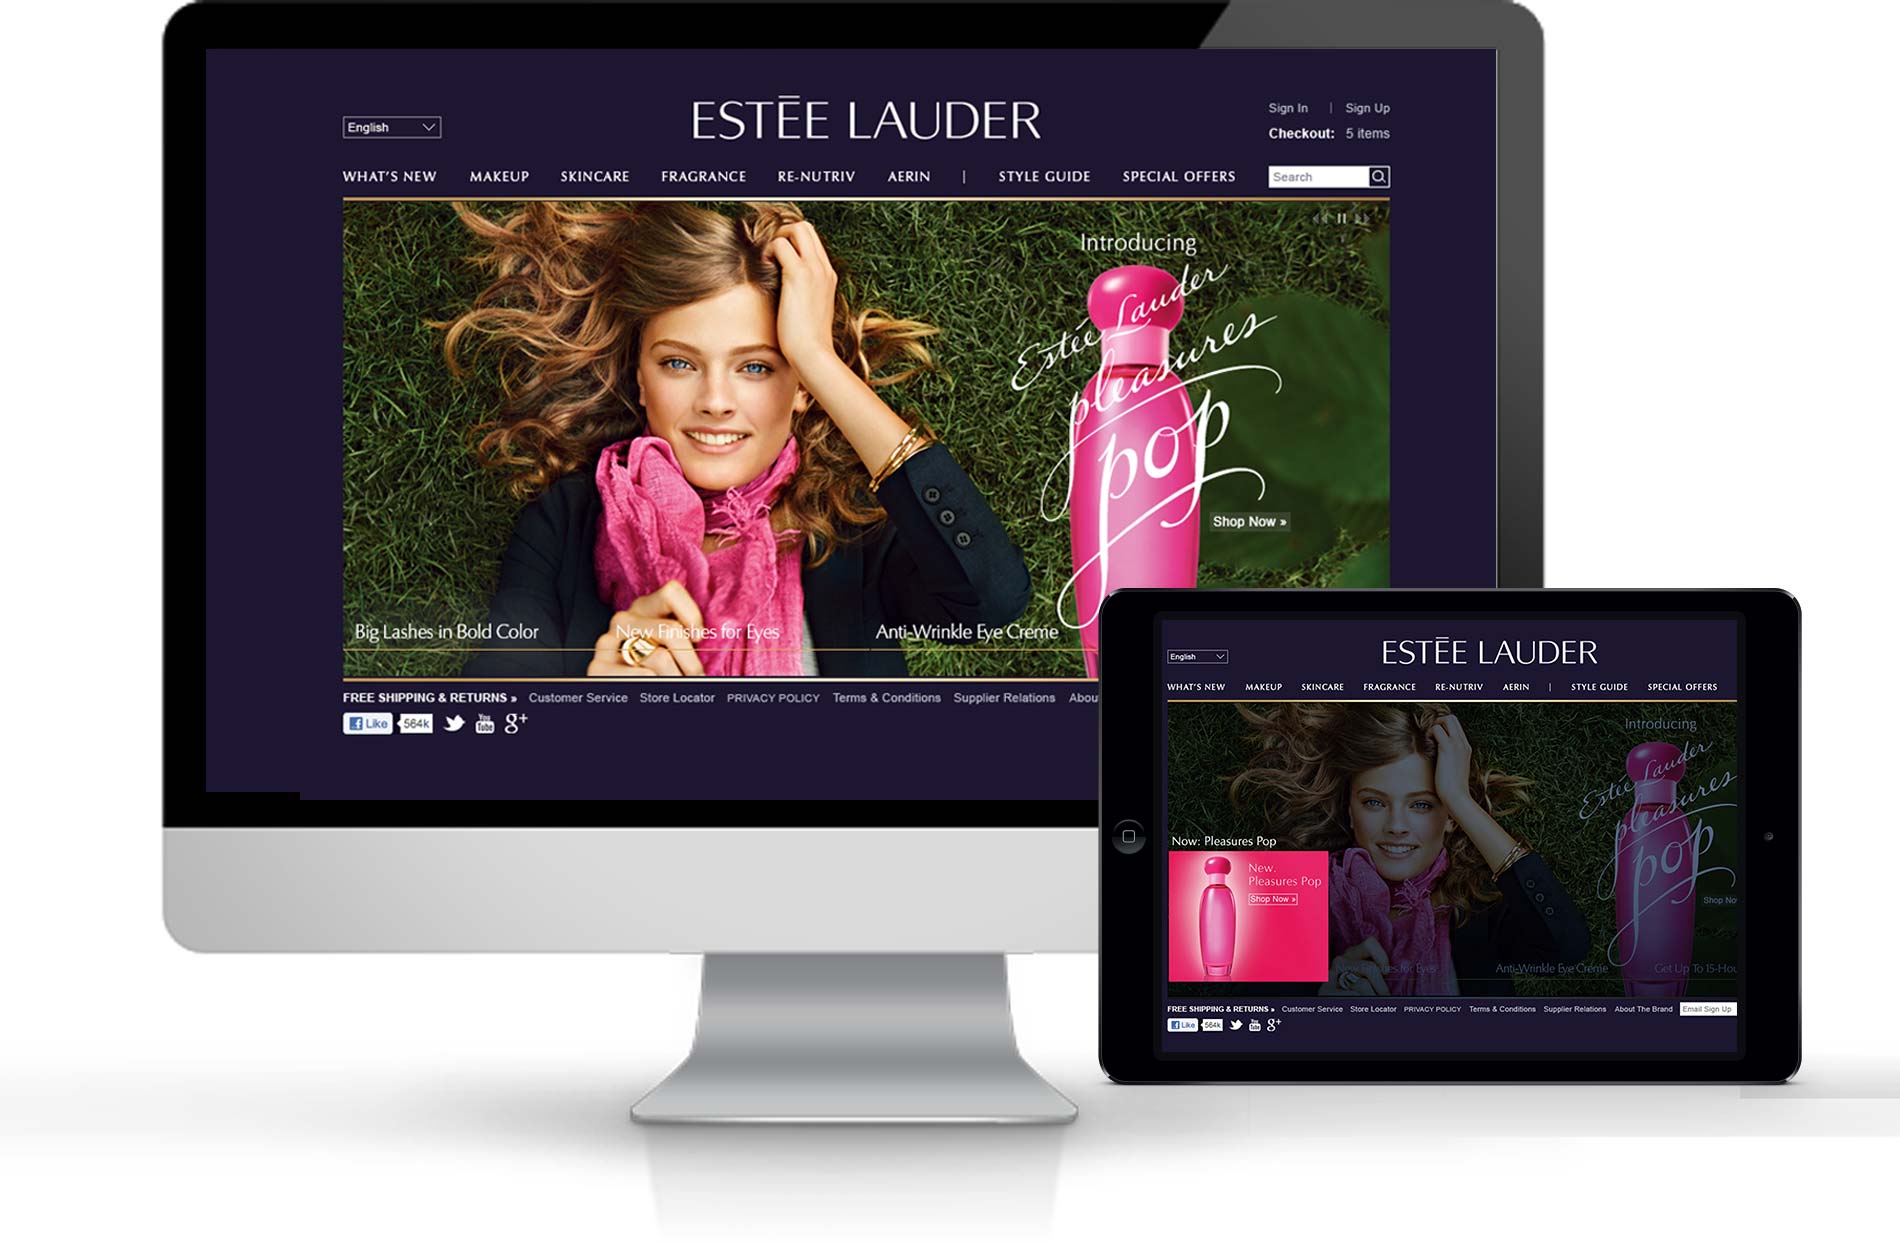 ESTĒE LAUDER
English
Sign In | Sign Up
Checkout: 5 items
WHAT'S NEW MAKEUP SKINCARE FRAGRANCE RE-NUTRIV AERIN | STYLE GUIDE SPECIAL OFFERS
Search
Introducing
Estée Lauder
pleasures
pop
Shop Now »
Big Lashes in Bold Color
New Finishes for Eyes
Anti-Wrinkle Eye Creme
FREE SHIPPING & RETURNS » Customer Service Store Locator PRIVACY POLICY Terms & Conditions Supplier Relations Abou
Like 564k You Tube g+
ESTĒE LAUDER
English
WHAT'S NEW MAKEUP SKINCARE FRAGRANCE RE-NUTRIV AERIN | STYLE GUIDE SPECIAL OFFERS
Introducing
Estée Lauder
pleasures
pop
Shop No
Now: Pleasures Pop
New.
Pleasures Pop
Shop Now »
New Finishes for Eyes
Anti-Wrinkle Eye Creme
Get Up To 15-Hou
FREE SHIPPING & RETURNS » Customer Service Store Locator PRIVACY POLICY Terms & Conditions Supplier Relations About The Brand Email Sign Up
Like 564k You Tube g+